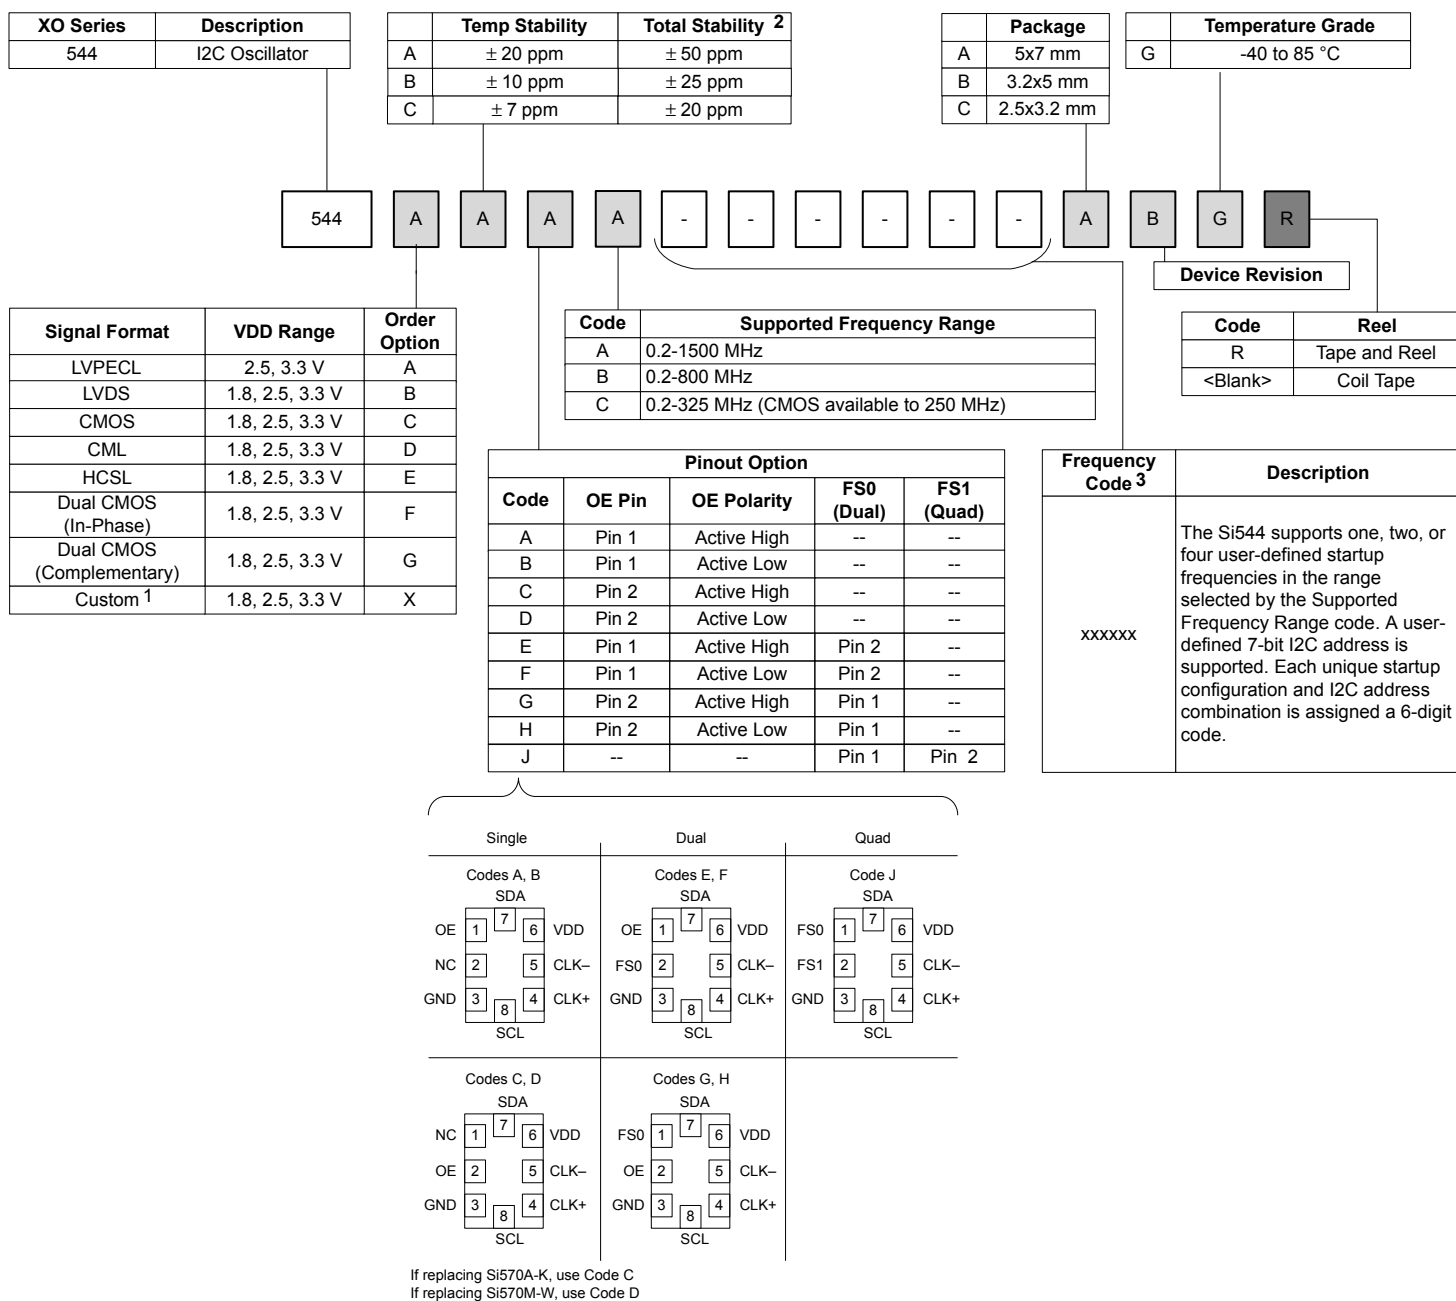 XO Series Description
544 I2C Oscillator
Temp Stability Total Stability 2
A ± 20 ppm ± 50 ppm
B ± 10 ppm ± 25 ppm
C ± 7 ppm ± 20 ppm
Package
A 5x7 mm
B 3.2x5 mm
C 2.5x3.2 mm
Temperature Grade
G -40 to 85 °C
544 A A A A - - - - - - A B G R
Device Revision
Signal Format VDD Range Order Option
LVPECL 2.5, 3.3 V A
LVDS 1.8, 2.5, 3.3 V B
CMOS 1.8, 2.5, 3.3 V C
CML 1.8, 2.5, 3.3 V D
HCSL 1.8, 2.5, 3.3 V E
Dual CMOS (In-Phase) 1.8, 2.5, 3.3 V F
Dual CMOS (Complementary) 1.8, 2.5, 3.3 V G
Custom 1 1.8, 2.5, 3.3 V X
Code Supported Frequency Range
A 0.2-1500 MHz
B 0.2-800 MHz
C 0.2-325 MHz (CMOS available to 250 MHz)
Code Reel
R Tape and Reel
<Blank> Coil Tape
Pinout Option
Code OE Pin OE Polarity FS0 (Dual) FS1 (Quad)
A Pin 1 Active High -- --
B Pin 1 Active Low -- --
C Pin 2 Active High -- --
D Pin 2 Active Low -- --
E Pin 1 Active High Pin 2 --
F Pin 1 Active Low Pin 2 --
G Pin 2 Active High Pin 1 --
H Pin 2 Active Low Pin 1 --
J -- -- Pin 1 Pin 2
Frequency Code 3 Description
xxxxxx
The Si544 supports one, two, or
four user-defined startup
frequencies in the range
selected by the Supported
Frequency Range code. A user-
defined 7-bit I2C address is
supported. Each unique startup
configuration and I2C address
combination is assigned a 6-digit
code.
Single Dual Quad
Codes A, B
SDA
7
OE 1 6 VDD
NC 2 5 CLK–
GND 3 4 CLK+
8
SCL
Codes E, F
SDA
7
OE 1 6 VDD
FS0 2 5 CLK–
GND 3 4 CLK+
8
SCL
Code J
SDA
7
FS0 1 6 VDD
FS1 2 5 CLK–
GND 3 4 CLK+
8
SCL
Codes C, D
SDA
7
NC 1 6 VDD
OE 2 5 CLK–
GND 3 4 CLK+
8
SCL
Codes G, H
SDA
7
FS0 1 6 VDD
OE 2 5 CLK–
GND 3 4 CLK+
8
SCL
If replacing Si570A-K, use Code C
If replacing Si570M-W, use Code D